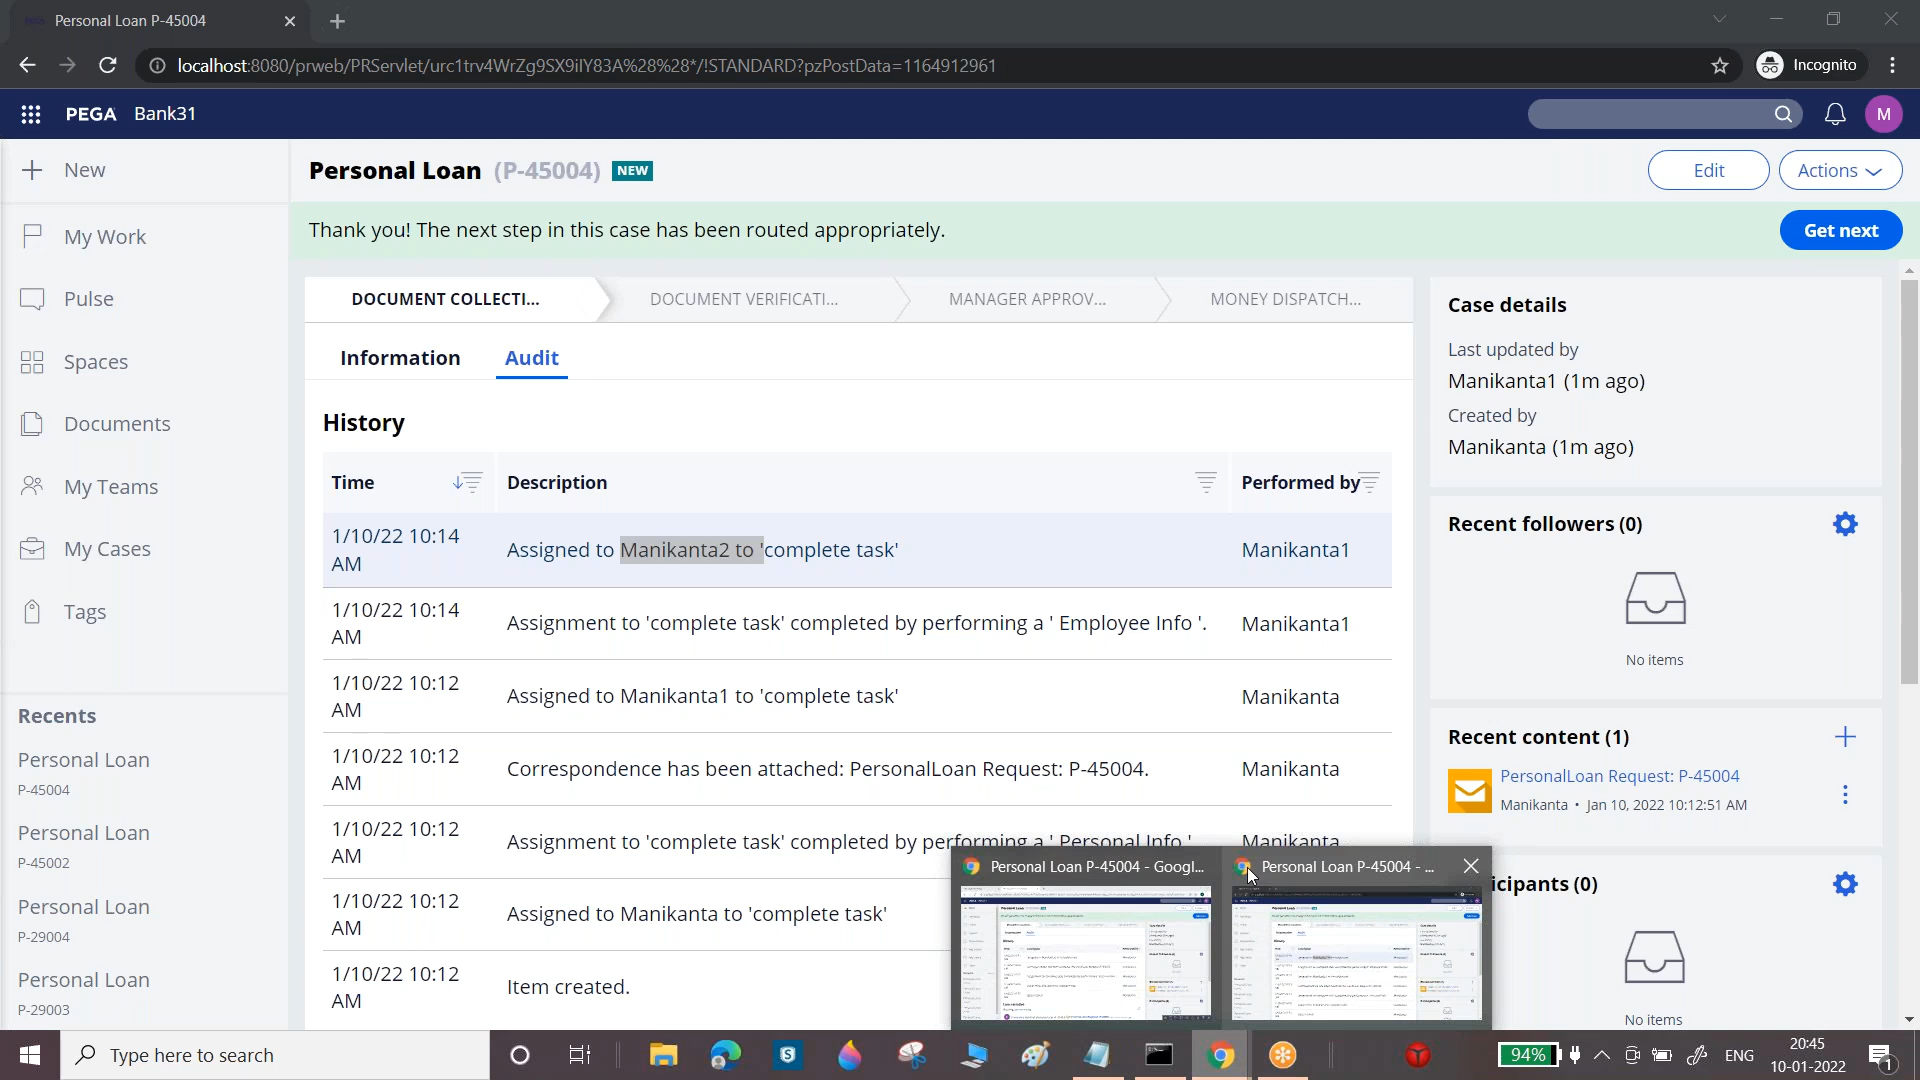 Personal Loan P-45004
localhost:8080/prweb/PRServlet/urc1trv4WrZg9SX9iIY83A%28%28*/!STANDARD?pzPostData=1164912961
Incognito
PEGA Bank31
M
New
Personal Loan (P-45004) NEW
Edit
Actions
My Work
Thank you! The next step in this case has been routed appropriately.
Get next
Pulse
DOCUMENT COLLECTI...
DOCUMENT VERIFICATI...
MANAGER APPROV...
MONEY DISPATCH...
Case details
Spaces
Information
Audit
Last updated by
Manikanta1 (1m ago)
Documents
History
Created by
Manikanta (1m ago)
My Teams
Time
Description
Performed by
Recent followers (0)
My Cases
1/10/22 10:14 AM
Assigned to Manikanta2 to 'complete task'
Manikanta1
Tags
1/10/22 10:14 AM
Assignment to 'complete task' completed by performing a ' Employee Info '.
Manikanta1
No items
1/10/22 10:12 AM
Assigned to Manikanta1 to 'complete task'
Manikanta
Recents
Recent content (1)
Personal Loan
P-45004
1/10/22 10:12 AM
Correspondence has been attached: PersonalLoan Request: P-45004.
Manikanta
PersonalLoan Request: P-45004
Manikanta • Jan 10, 2022 10:12:51 AM
Personal Loan
P-45002
1/10/22 10:12 AM
Assignment to 'complete task' completed by performing a ' Personal Info '
Manikanta
Personal Loan P-45004 - Googl...
Personal Loan P-45004 - ...
icipants (0)
Personal Loan
P-29004
1/10/22 10:12 AM
Assigned to Manikanta to 'complete task'
Personal Loan
P-29003
1/10/22 10:12 AM
Item created.
No items
Type here to search
94%
ENG
20:45
10-01-2022
1